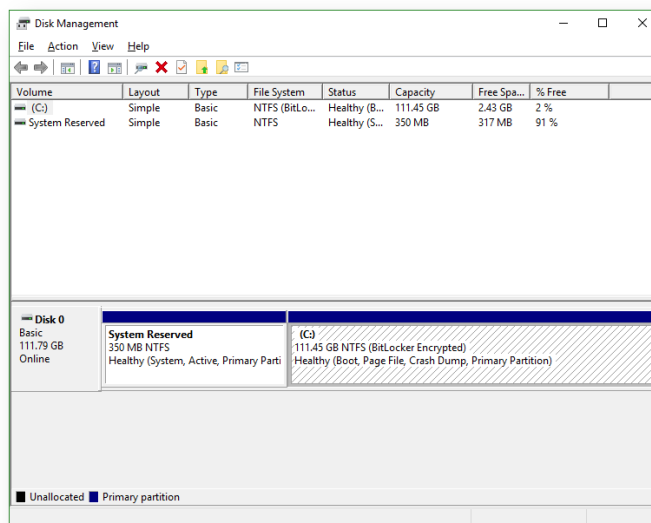 Disk Management
File Action View Help
Volume Layout Type File System Status Capacity Free Spa... % Free
(C:) Simple Basic NTFS (BitLo... Healthy (B... 111.45 GB 2.43 GB 2 %
System Reserved Simple Basic NTFS Healthy (S... 350 MB 317 MB 91 %
Disk 0
Basic
111.79 GB
Online
System Reserved
350 MB NTFS
Healthy (System, Active, Primary Parti
(C:)
111.45 GB NTFS (BitLocker Encrypted)
Healthy (Boot, Page File, Crash Dump, Primary Partition)
Unallocated Primary partition